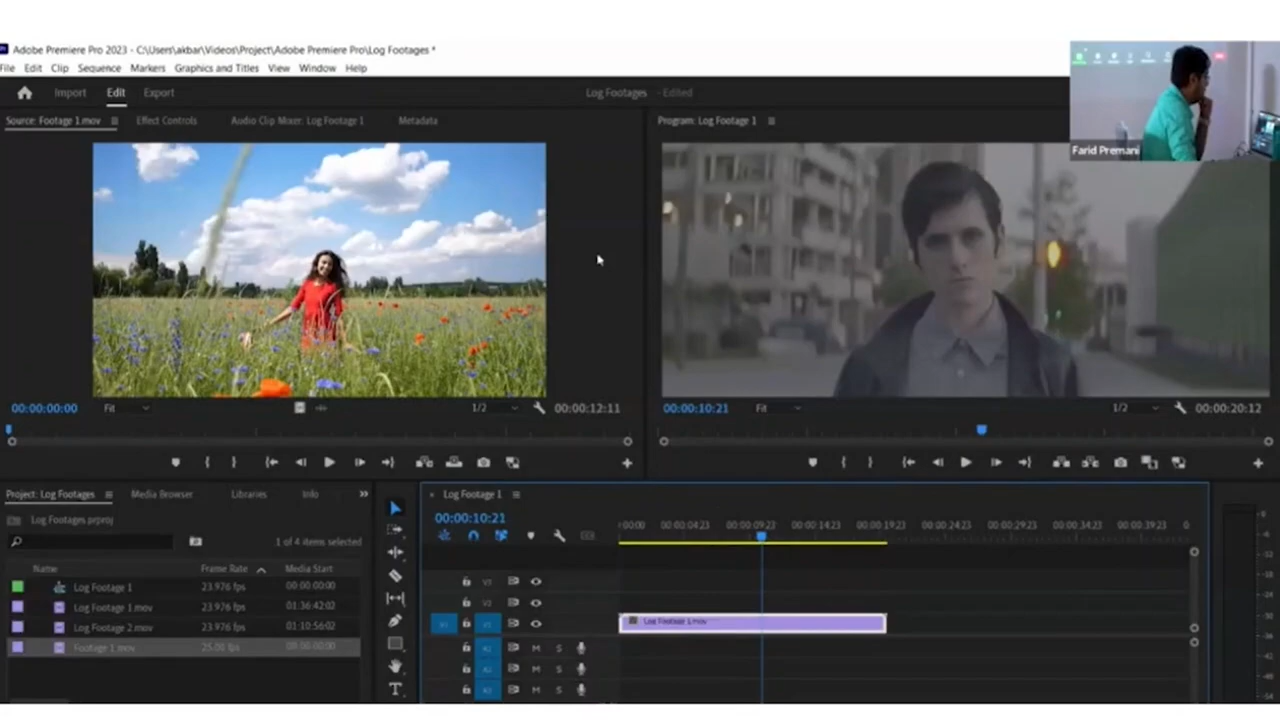 Adobe Premiere Pro 2023 - C:\Users\akbar\Videos\Project\Adobe Premiere Pro\Log Footages *
File Edit Clip Sequence Markers Graphics and Titles View Window Help
Import Edit Export
Log Footages - Edited
Source: Footage 1.mov Effect Controls Audio Clip Mixer: Log Footage 1 Metadata
Program: Log Footage 1
Farid Premani
00:00:00:00 Fit 1/2 00:00:12:11
00:00:10:21 Fit 1/2 00:00:20:12
Project: Log Footages Media Browser Libraries Info
Log Footages.prproj
1 of 4 items selected
Name Frame Rate Media Start
Log Footage 1 23.976 fps 00:00:00:00
Log Footage 1.mov 23.976 fps 01:36:42:02
Log Footage 2.mov 23.976 fps 01:10:56:02
Footage 1.mov 25.00 fps 00:00:00:00
Log Footage 1
00:00:10:21
:00:00 00:00:04:23 00:00:09:23 00:00:14:23 00:00:19:23 00:00:24:23 00:00:29:23 00:00:34:23 00:00:39:23
V3
V2
V1 V1
Log Footage 1.mov
A1 M S
A2 M S
A3 M S
T